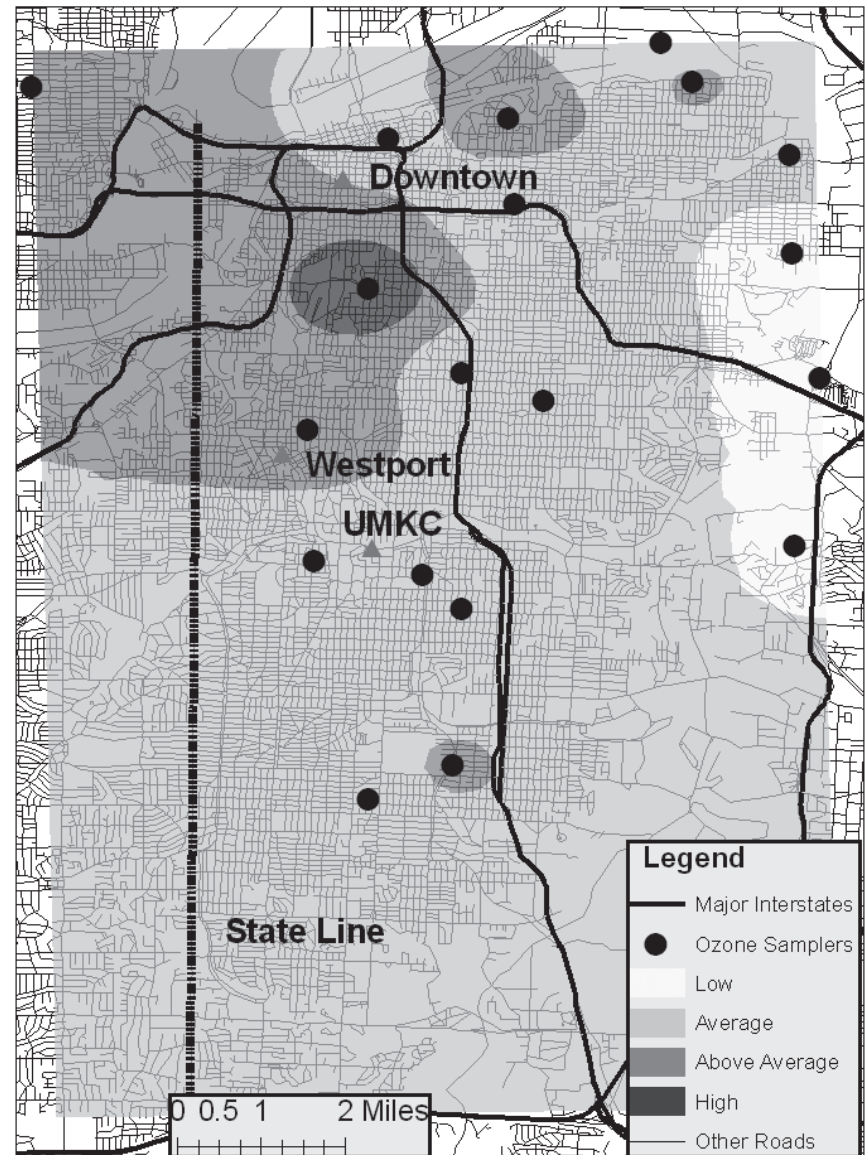 Downtown
Westport
UMKC
State Line
Legend
Major Interstates
Ozone Samplers
Low
Average
Above Average
High
Other Roads
0 0.5 1 2 Miles